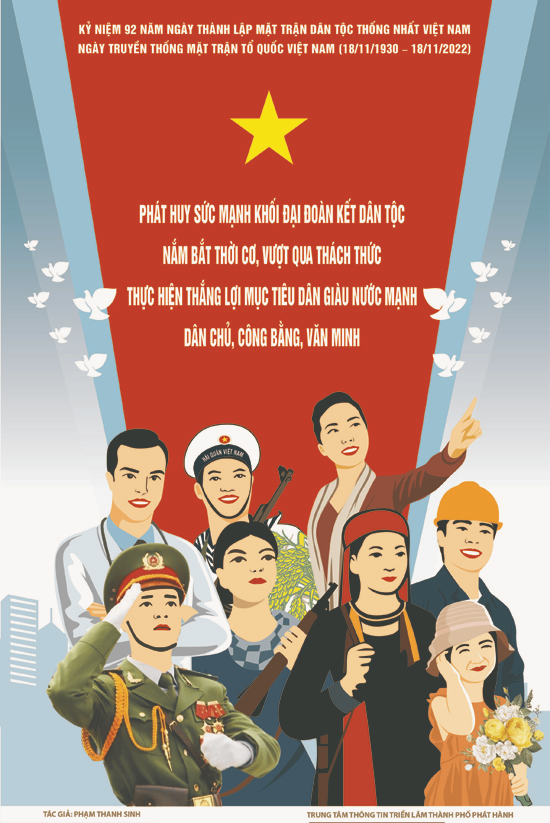 KỶ NIỆM 92 NĂM NGÀY THÀNH LẬP MẶT TRẬN DÂN TỘC THỐNG NHẤT VIỆT NAM
NGÀY TRUYỀN THỐNG MẶT TRẬN TỔ QUỐC VIỆT NAM (18/11/1930 – 18/11/2022)
PHÁT HUY SỨC MẠNH KHỐI ĐẠI ĐOÀN KẾT DÂN TỘC
NẮM BẮT THỜI CƠ, VƯỢT QUA THÁCH THỨC
THỰC HIỆN THẮNG LỢI MỤC TIÊU DÂN GIÀU NƯỚC MẠNH
DÂN CHỦ, CÔNG BẰNG, VĂN MINH
HẢI QUÂN VIỆT NAM
TÁC GIẢ: PHẠM THANH SINH
TRUNG TÂM THÔNG TIN TRIỂN LÃM THÀNH PHỐ PHÁT HÀNH